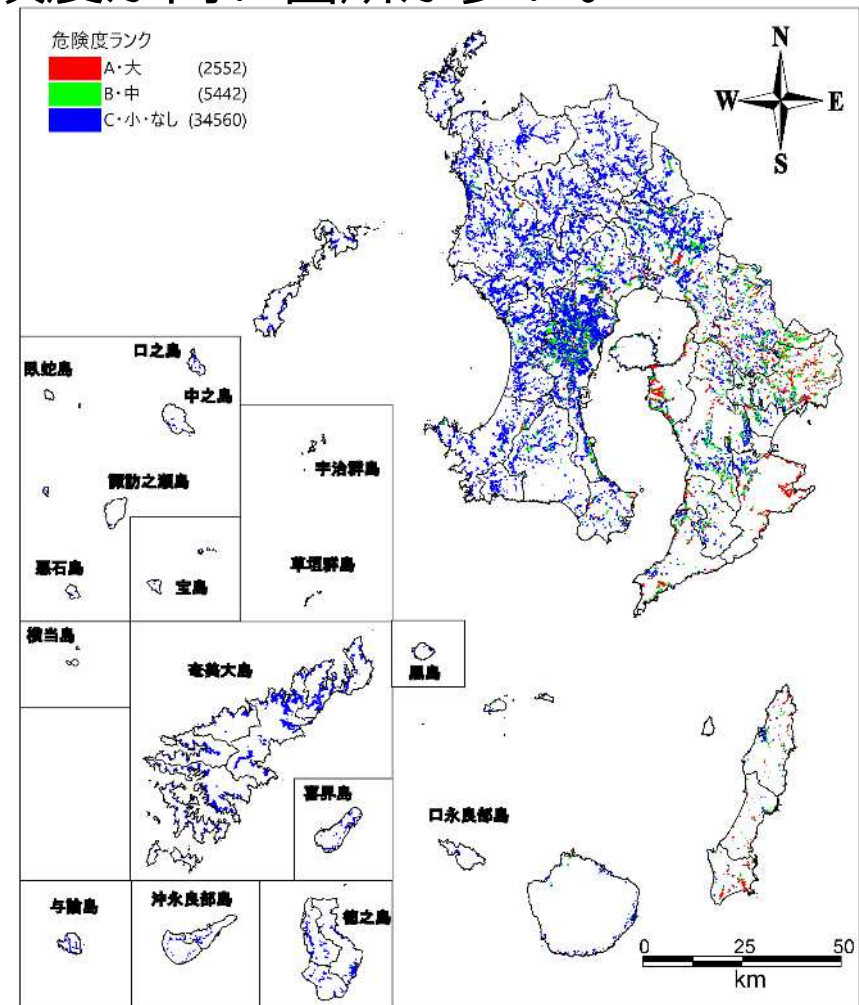 危険度ランク
A・大 (2552)
B・中 (5442)
C・小・なし (34560)
N
W E
S
口之島
臥蛇島
中之島
宇治群島
諏訪之瀬島
悪石島
宝島
草垣群島
横当島
奄美大島
黒島
喜界島
口永良部島
与論島
沖永良部島
徳之島
0 25 50
km